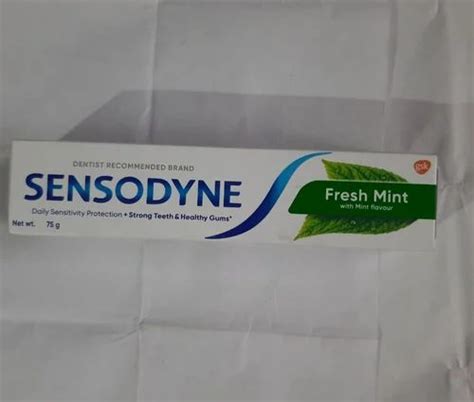 DENTIST RECOMMENDED BRAND
SENSODYNE
Daily Sensitivity Protection + Strong Teeth & Healthy Gums*
Net wt. 75 g
gsk
Fresh Mint
with Mint flavour